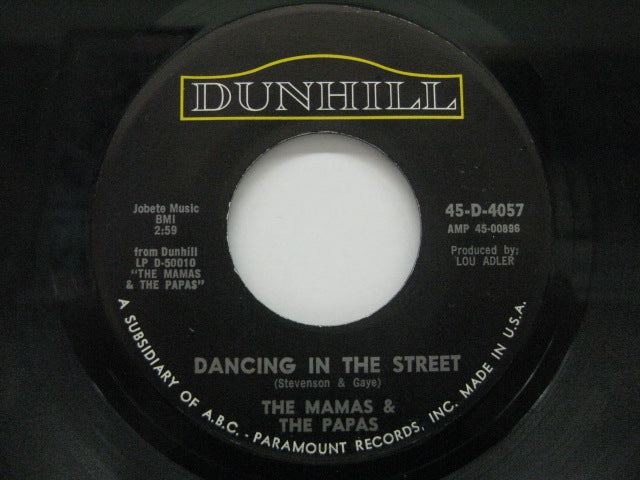 DUNHILL
Jobete Music
BMI
2:59
from Dunhill
LP D-50010
"THE MAMAS
& THE PAPAS"
45-D-4057
AMP 45-00896
Produced by:
LOU ADLER
DANCING IN THE STREET
(Stevenson & Gaye)
THE MAMAS &
THE PAPAS
A SUBSIDIARY OF A.B.C. - PARAMOUNT RECORDS, INC. MADE IN U.S.A.